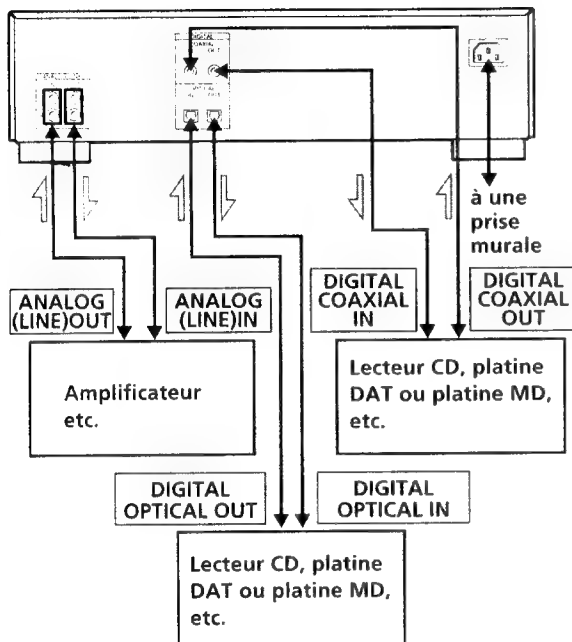 DIGITAL
COAXIAL
OUT
OPTICAL
à une
prise
murale
ANALOG
(LINE)OUT
ANALOG
(LINE)IN
DIGITAL
COAXIAL
IN
DIGITAL
COAXIAL
OUT
Amplificateur
etc.
Lecteur CD, platine
DAT ou platine MD,
etc.
DIGITAL
OPTICAL OUT
DIGITAL
OPTICAL IN
Lecteur CD, platine
DAT ou platine MD,
etc.